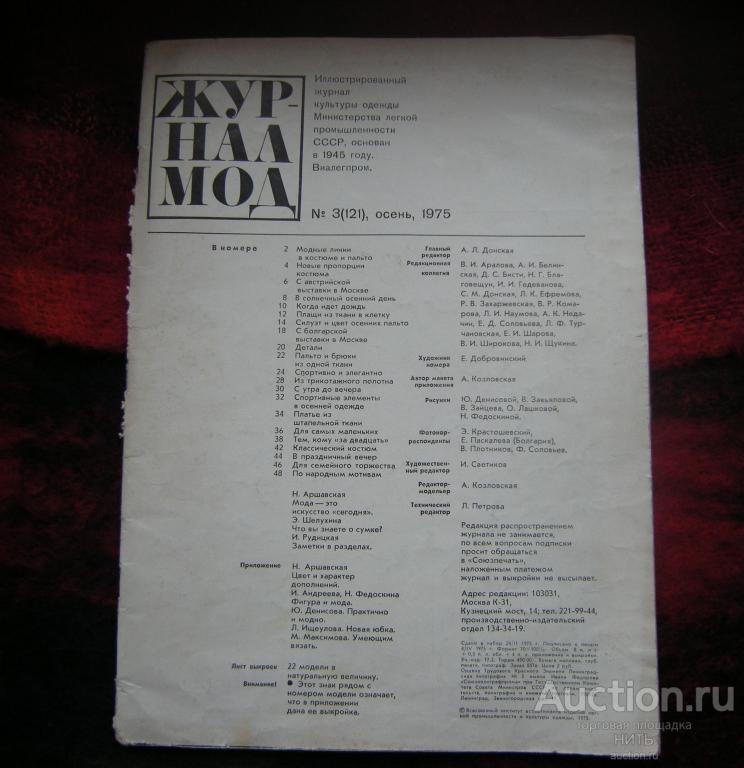 ЖУР-
НАЛ
МОД
Иллюстрированный
журнал
культуры одежды
Министерства легкой
промышленности
СССР, основан
в 1945 году.
Виалегпром.
№ 3(121), осень, 1975
В номере
2 Модные линии
в костюме и пальто
4 Новые пропорции
костюма
6 С австрийской
выставки в Москве
8 В солнечный осенний день
10 Когда идет дождь
12 Плащи из ткани в клетку
14 Силуэт и цвет осенних пальто
18 С болгарской
выставки в Москве
20 Детали
22 Пальто и брюки
из одной ткани
24 Спортивно и элегантно
28 Из трикотажного полотна
30 С утра до вечера
32 Спортивные элементы
в осенней одежде
34 Платье из
штапельной ткани
36 Для самых маленьких
38 Тем, кому «за двадцать»
42 Классический костюм
44 В праздничный вечер
46 Для семейного торжества
48 По народным мотивам
Н. Аршавская
Мода — это
искусство «сегодня».
Э. Шелухина
Что вы знаете о сумке?
И. Рудицкая
Заметки в разделах.
Приложение
Н. Аршавская
Цвет и характер
дополнений.
И. Андреева, Н. Федоскина
Фигура и мода.
Ю. Денисова. Практично
и модно.
Л. Ищеулова. Новая юбка.
М. Максимова. Умеющим
вязать.
Лист выкроек
22 модели в
натуральную величину.
Внимание!
● Этот знак рядом с
номером модели означает,
что в приложении
дана ее выкройка.
Главный
редактор
А. Л. Донская
Редакционная
коллегия
В. И. Аралова, А. И. Белин-
ская, Д. С. Бисти, Н. Г. Бла-
говещук, И. И. Гедеванова,
С. М. Донская, Л. К. Ефремова,
Р. В. Захаржевская, В. Р. Кома-
рова, Л. И. Наумова, А. К. Неда-
чин, Е. Д. Соловьева, Л. Ф. Тур-
чановская, Е. И. Шарова,
В. И. Широкова, Н. И. Щукина.
Художник
номера
Е. Добровинский
Автор макета
приложения
А. Козловская
Рисунки
Ю. Денисовой, В. Завьяловой,
В. Зайцева, О. Лашковой,
Н. Федоскиной.
Фотокор-
респонденты
Э. Крастошевский,
Е. Паскалева (Болгария),
В. Плотников, Ф. Соловьев.
Художествен-
ный редактор
И. Светиков
Редактор-
модельер
А. Козловская
Технический
редактор
Л. Петрова
Редакция распространением
журнала не занимается,
по всем вопросам подписки
просит обращаться
в «Союзпечать»,
наложенным платежом
журнал и выкройки не высылает.
Адрес редакции: 103031,
Москва К-31,
Кузнецкий мост, 14; тел. 221-99-44,
производственно-издательский
отдел 134-34-19.
Auction.ru
торговая площадка
НИТЬ
auction.ru